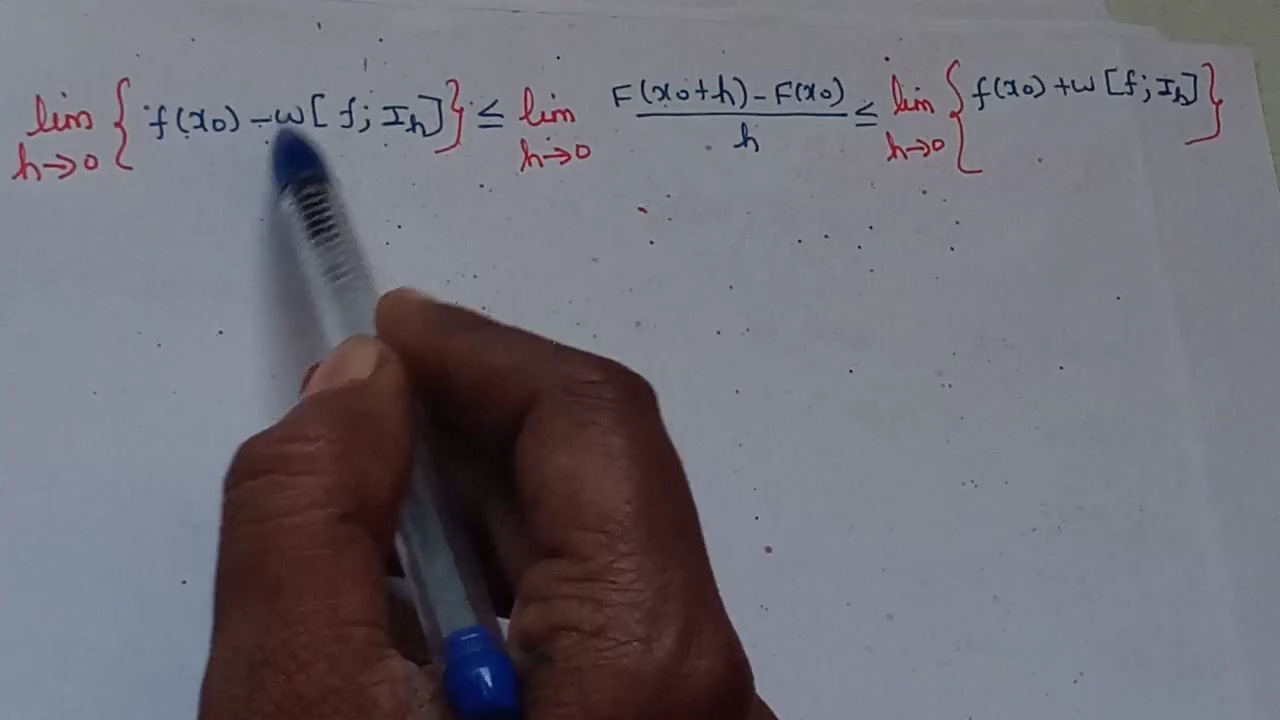 lim h→0 { f(x₀) – w[f; Iₕ] } ≤ lim h→0 F(x₀+h) – F(x₀) / h ≤ lim h→0 { f(x₀) + w[f; Iₕ] }